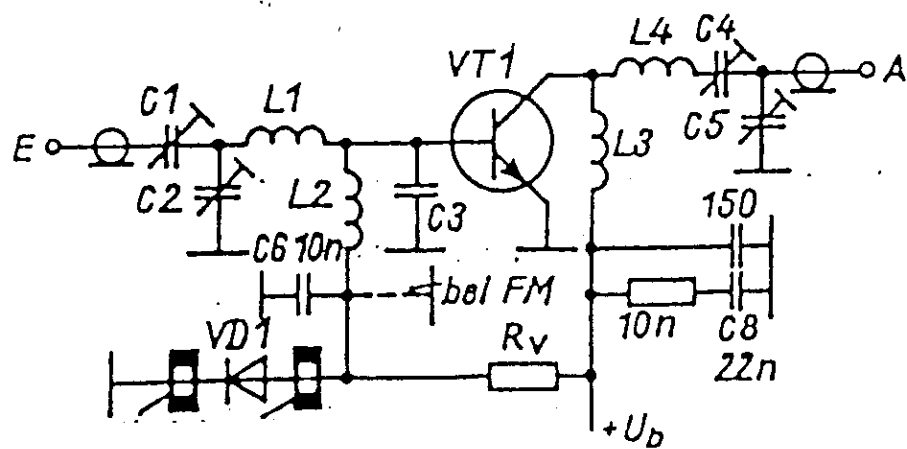 L4
C4
VT1
A
C1
L1
C5
E
L3
C2
L2
C3
150
C6 10n
bei FM
VD1
Rv
10n
C8
22n
+Ub